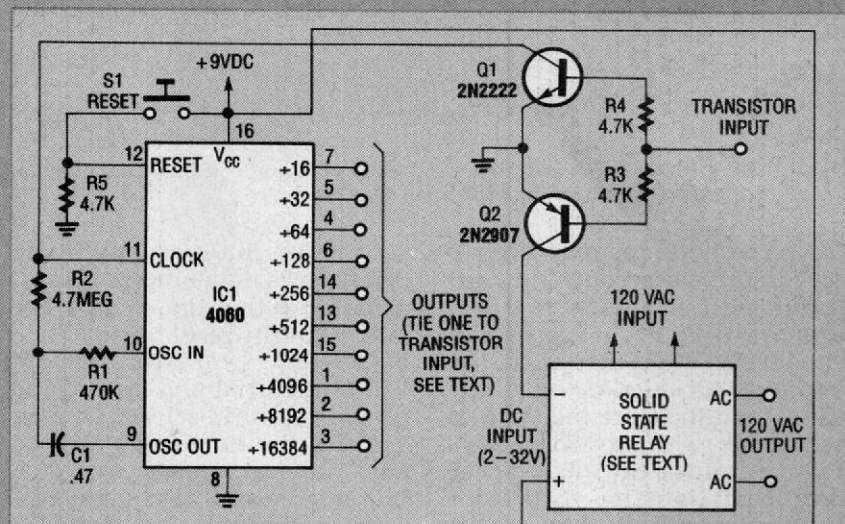 +9VDC
S1
RESET
16
VCC
12
RESET
R5
4.7K
11
CLOCK
R2
4.7MEG
10
OSC IN
R1
470K
9
OSC OUT
C1
.47
8
IC1
4060
+16
7
+32
5
+64
4
+128
6
+256
14
+512
13
+1024
15
+4096
1
+8192
2
+16384
3
OUTPUTS
(TIE ONE TO
TRANSISTOR
INPUT,
SEE TEXT)
Q1
2N2222
R4
4.7K
TRANSISTOR
INPUT
R3
4.7K
Q2
2N2907
120 VAC
INPUT
DC
INPUT
(2–32V)
−
+
SOLID
STATE
RELAY
(SEE TEXT)
AC
AC
120 VAC
OUTPUT